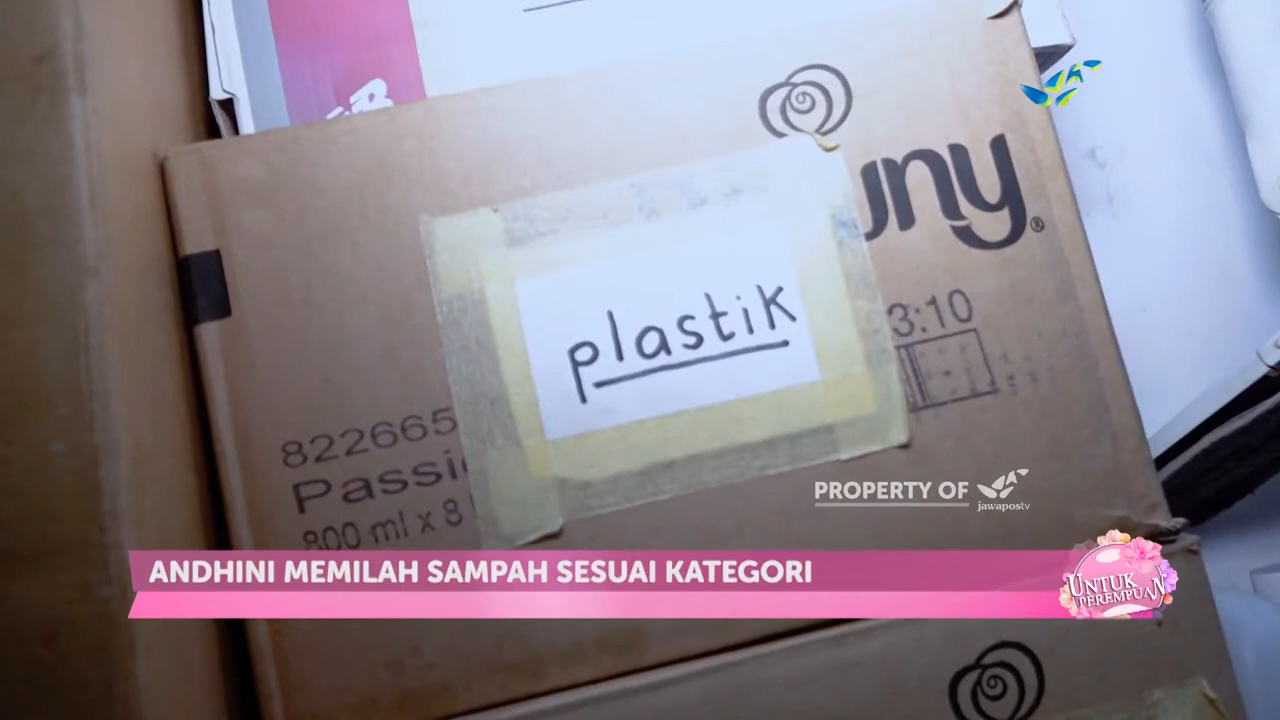 uny®
plastik
3:10
822665
Passi
800 ml x 8
PROPERTY OF
jawapostv
ANDHINI MEMILAH SAMPAH SESUAI KATEGORI
UNTUK
PEREMPUAN